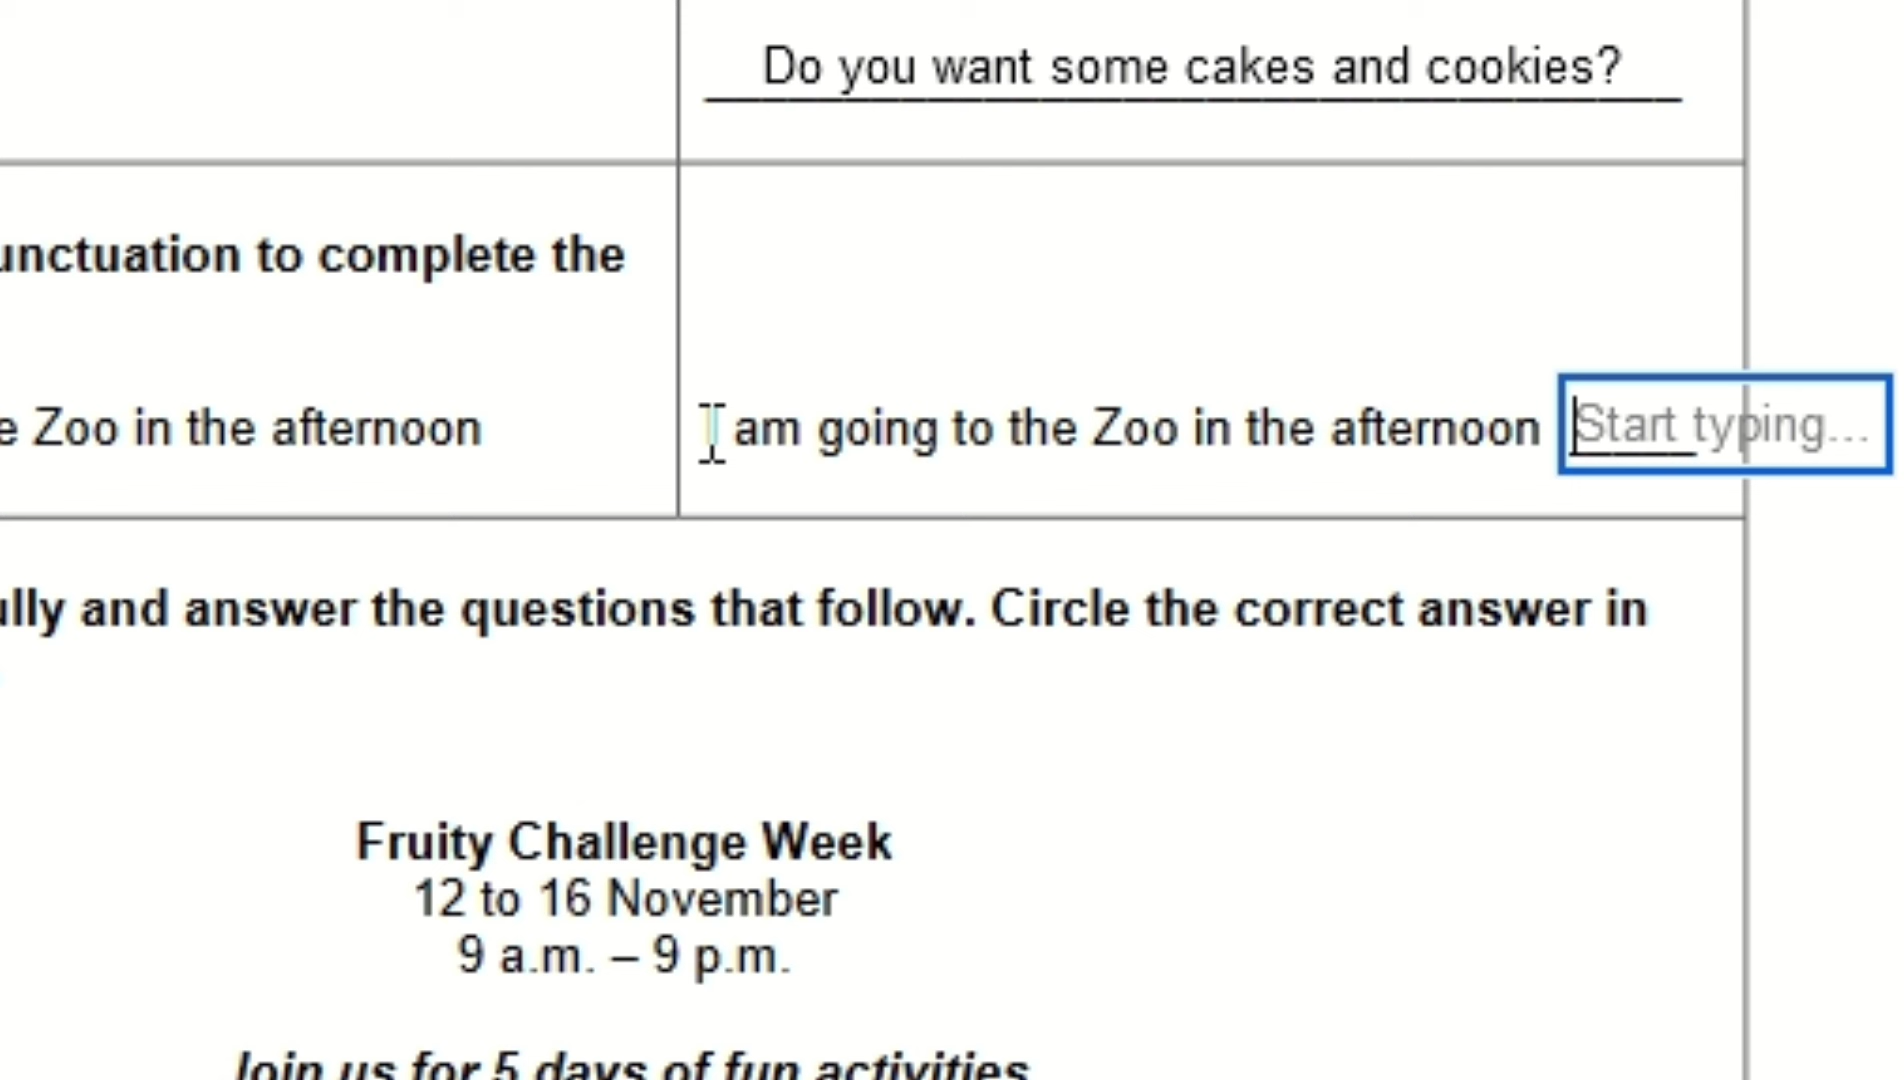 Do you want some cakes and cookies?
unctuation to complete the
e Zoo in the afternoon
I am going to the Zoo in the afternoon Start typing...
ully and answer the questions that follow. Circle the correct answer in
Fruity Challenge Week
12 to 16 November
9 a.m. – 9 p.m.
Join us for 5 days of fun activities